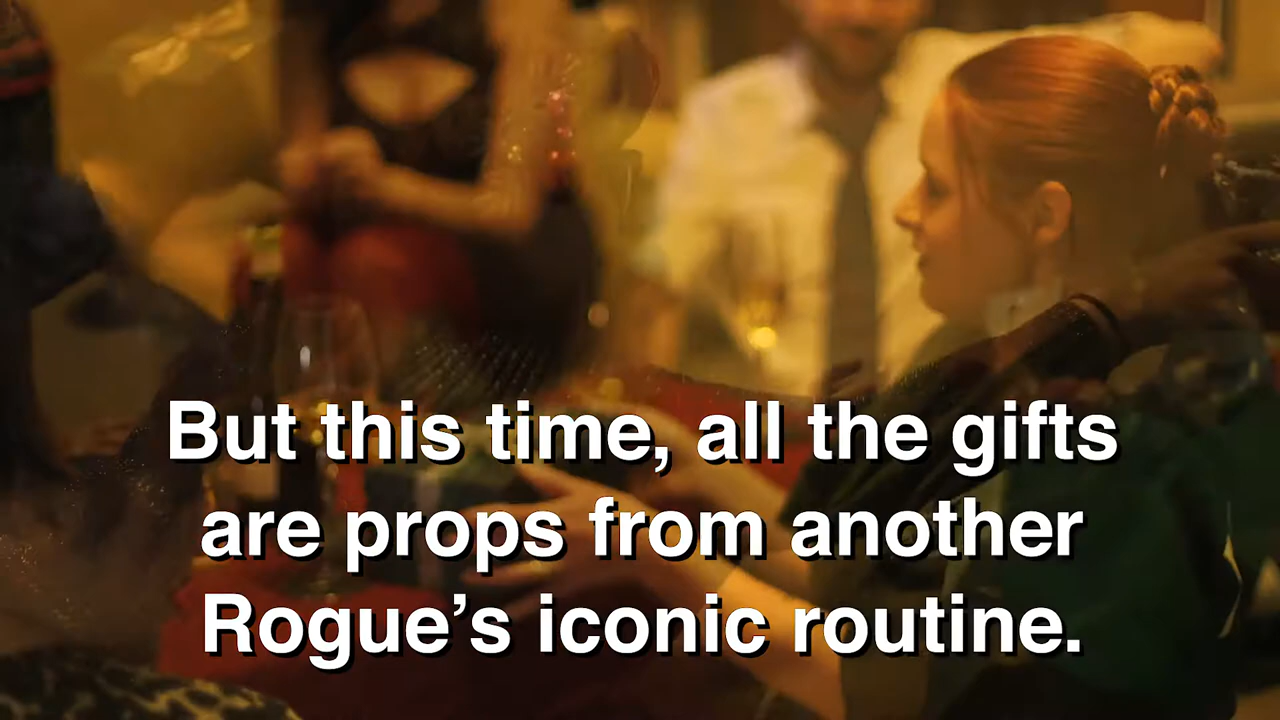 But this time, all the gifts
are props from another
Rogue’s iconic routine.